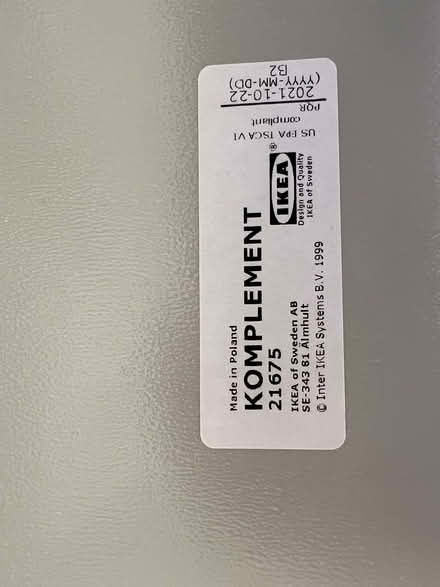 Made in Poland
KOMPLEMENT
21675
IKEA of Sweden AB
SE-343 81 Älmhult
© Inter IKEA Systems B.V. 1999
IKEA®
Design and Quality
IKEA of Sweden
US EPA TSCA VI
compliant
PQR
2021-10-22
(YYYY-MM-DD)
B2